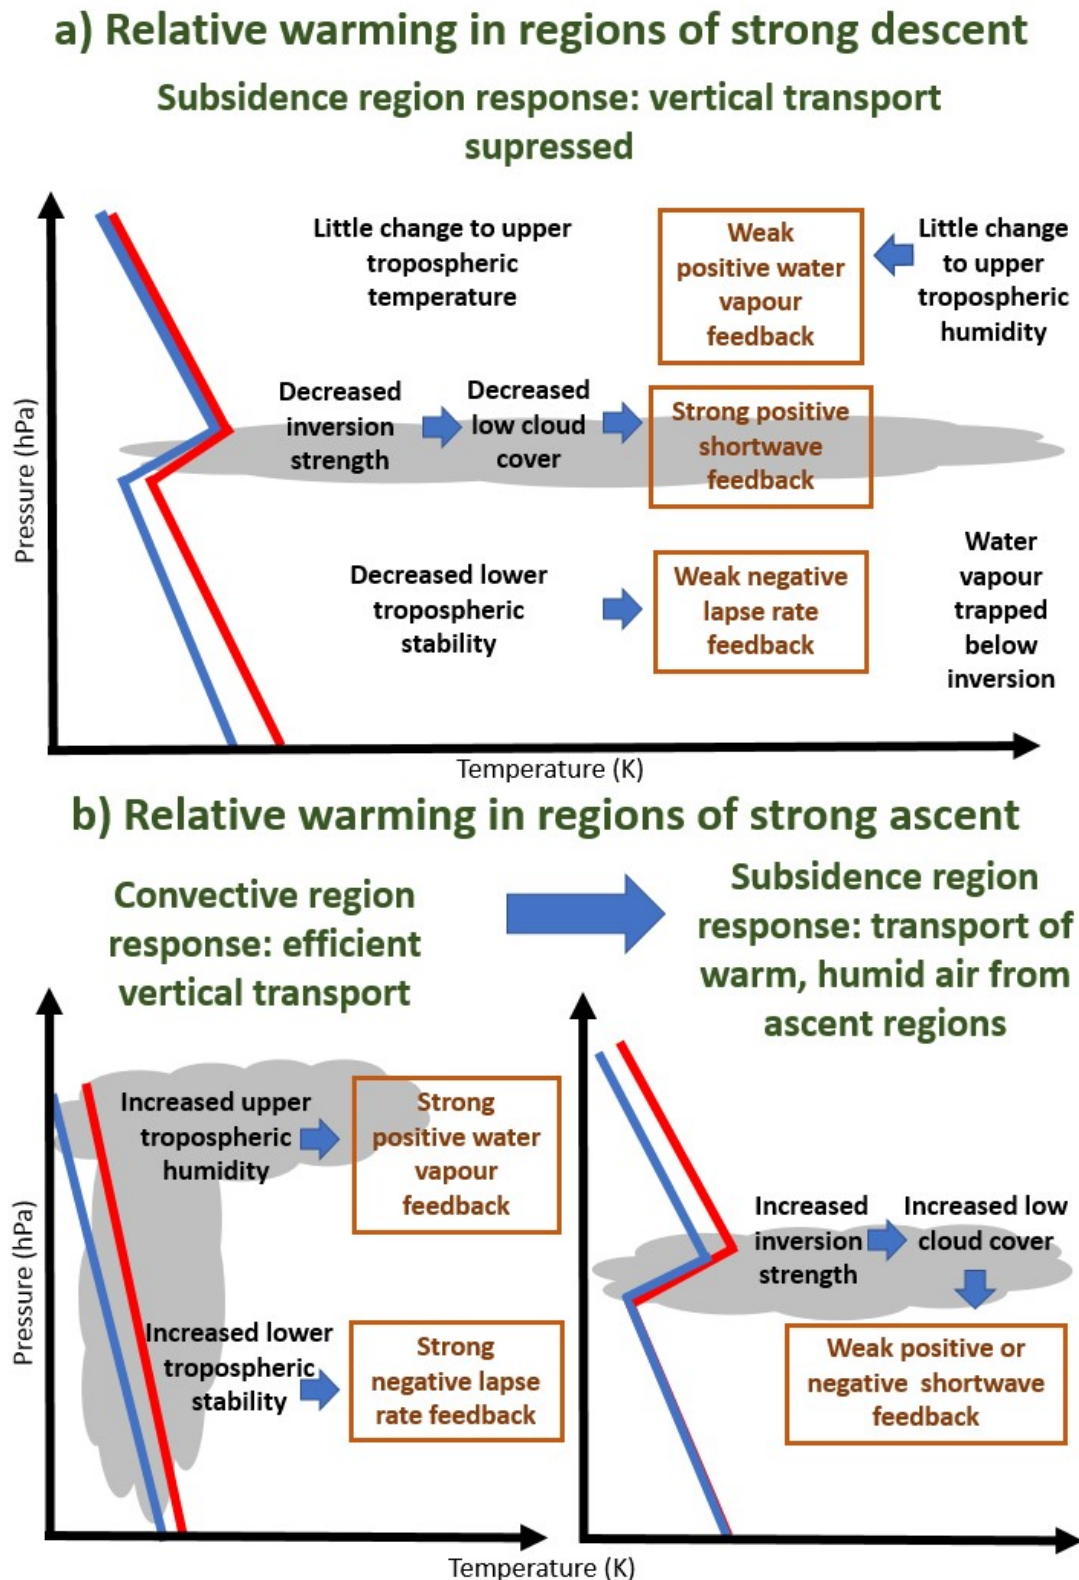 a) Relative warming in regions of strong descent
Subsidence region response: vertical transport
supressed
Little change to upper
tropospheric
temperature
Weak
positive water
vapour
feedback
Little change
to upper
tropospheric
humidity
Decreased
inversion
strength
Decreased
low cloud
cover
Strong positive
shortwave
feedback
Decreased lower
tropospheric
stability
Weak negative
lapse rate
feedback
Water
vapour
trapped
below
inversion
Pressure (hPa)
Temperature (K)
b) Relative warming in regions of strong ascent
Convective region
response: efficient
vertical transport
Subsidence region
response: transport of
warm, humid air from
ascent regions
Increased upper
tropospheric
humidity
Strong
positive water
vapour
feedback
Increased lower
tropospheric
stability
Strong
negative lapse
rate feedback
Increased
inversion
strength
Increased low
cloud cover
Weak positive or
negative shortwave
feedback
Pressure (hPa)
Temperature (K)